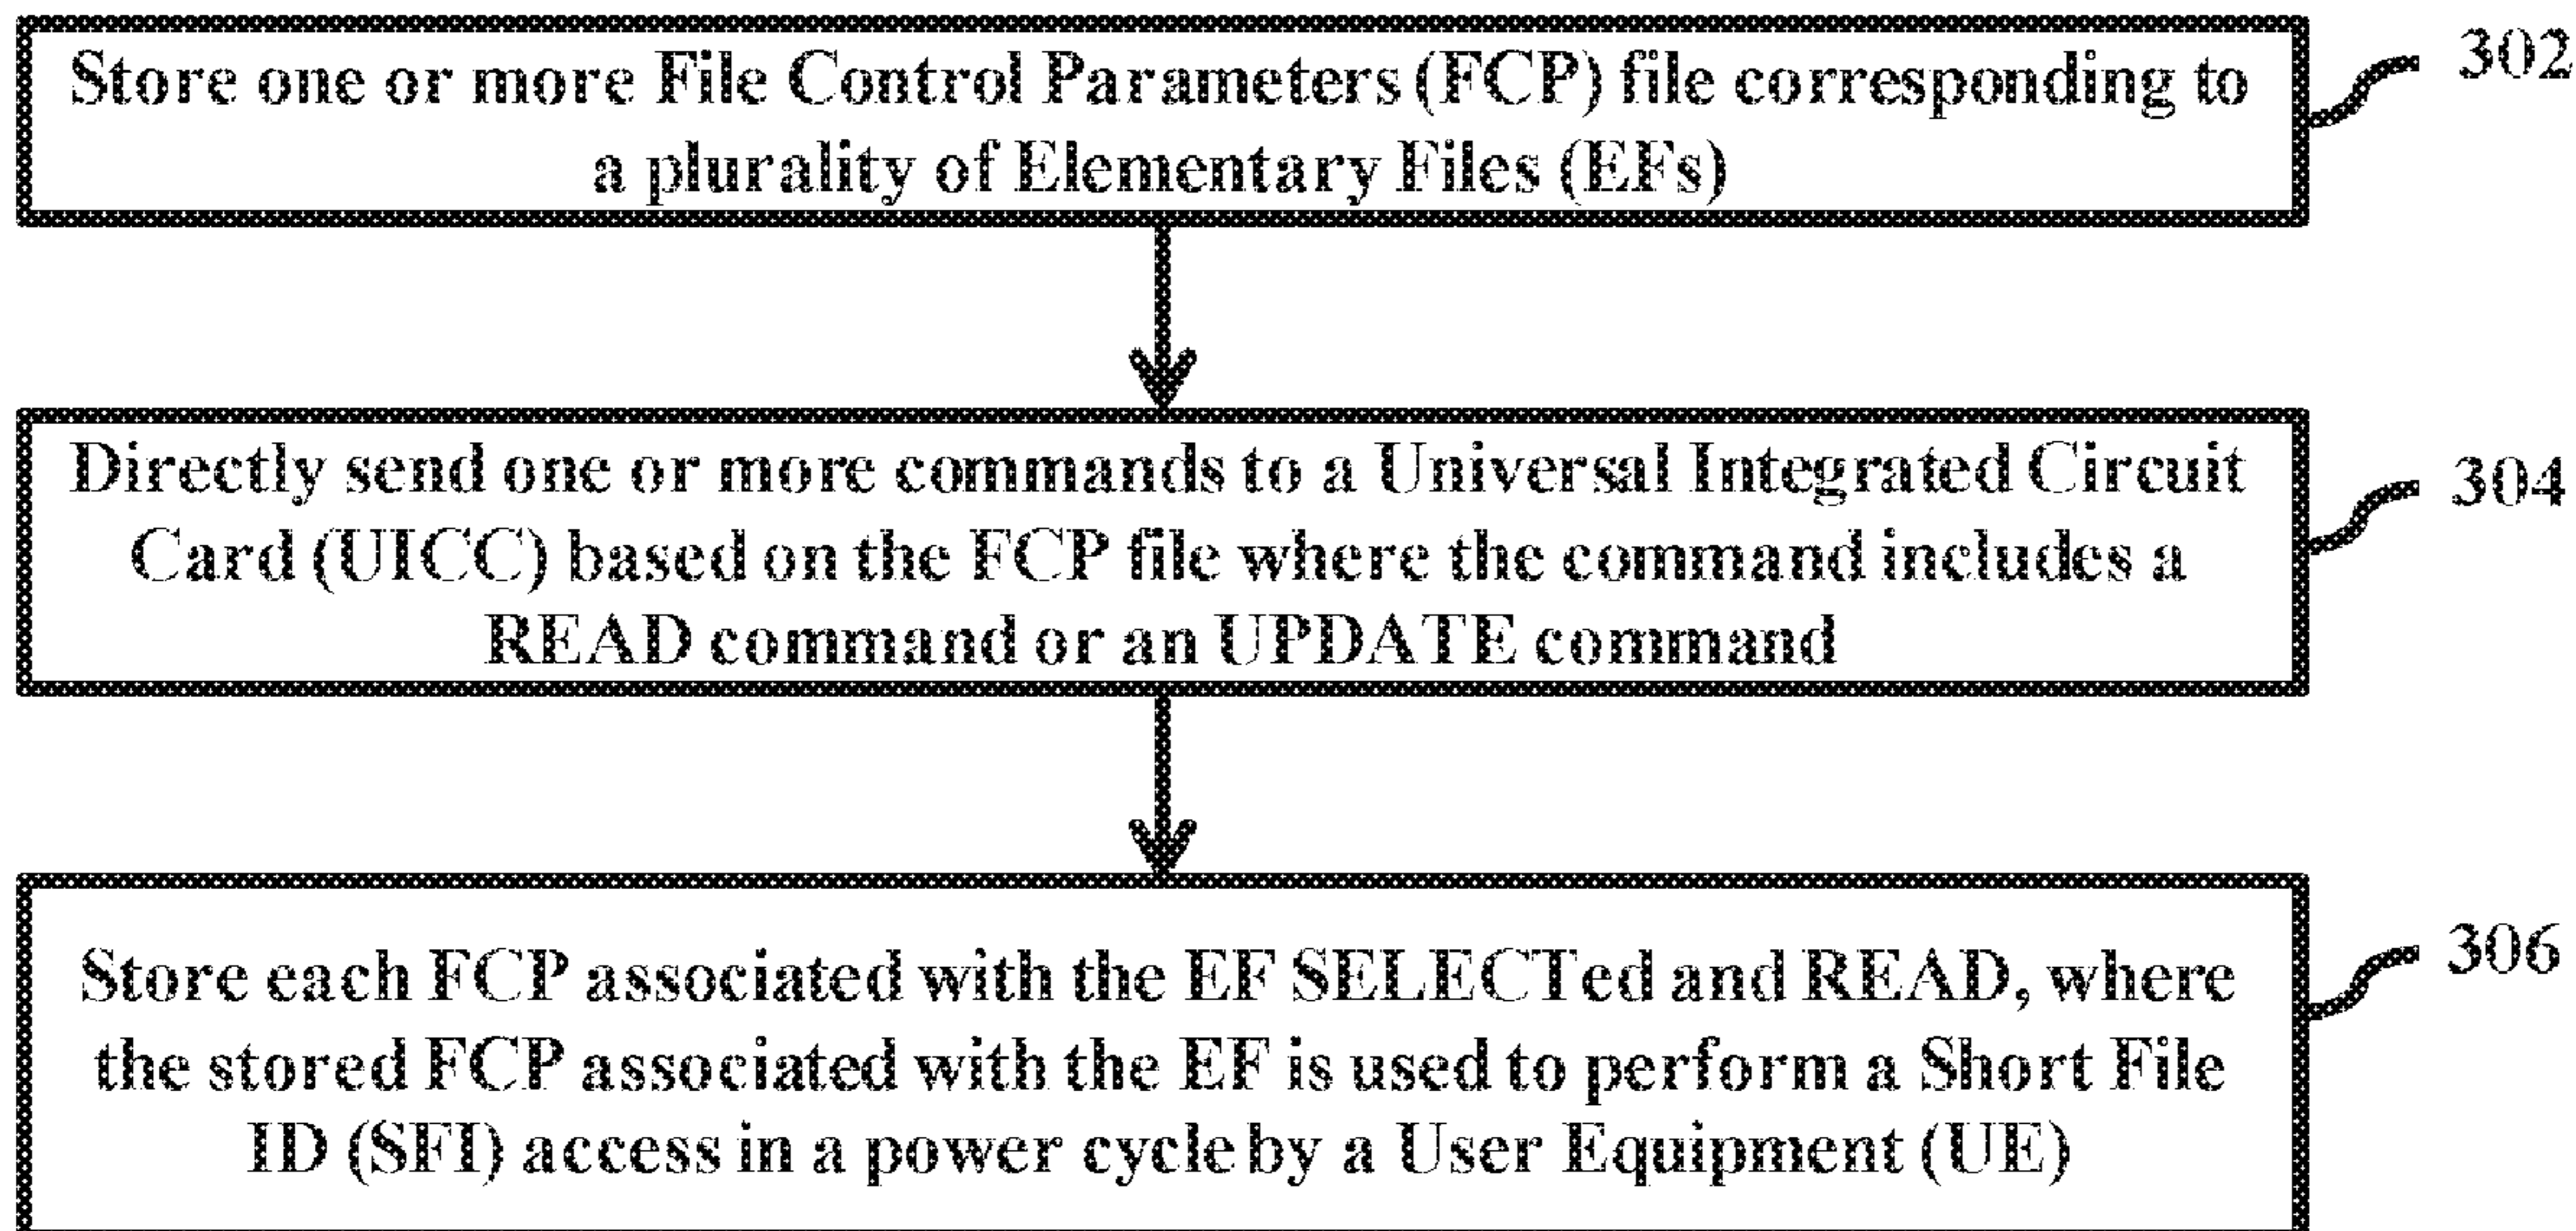 Store one or more File Control Parameters (FCP) file corresponding to
a plurality of Elementary Files (EFs)
302
Directly send one or more commands to a Universal Integrated Circuit
Card (UICC) based on the FCP file where the command includes a
READ command or an UPDATE command
304
Store each FCP associated with the EF SELECTed and READ, where
the stored FCP associated with the EF is used to perform a Short File
ID (SFI) access in a power cycle by a User Equipment (UE)
306